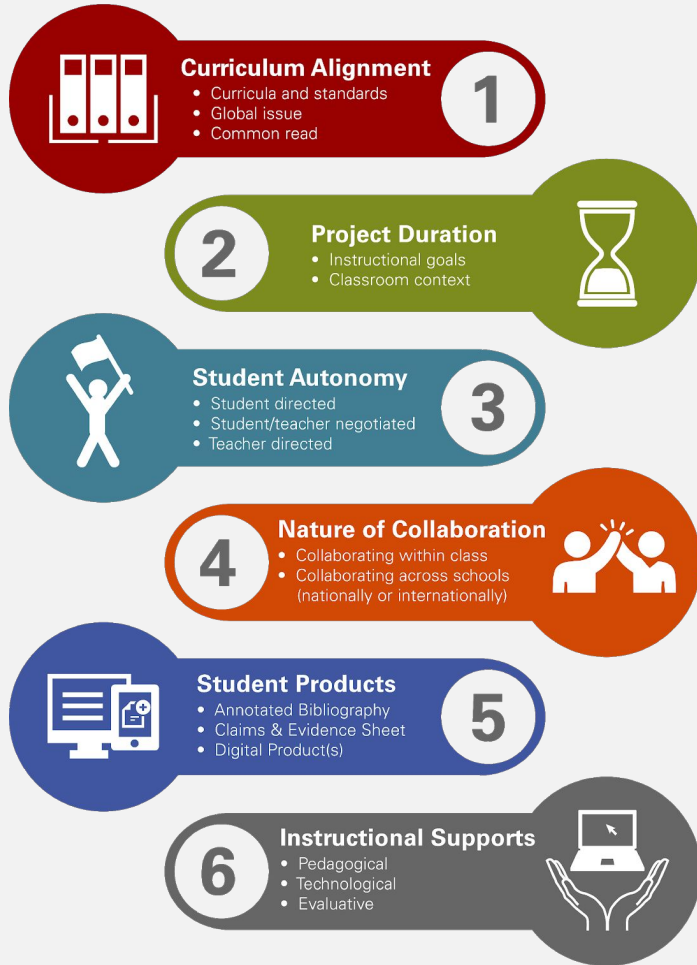 Curriculum Alignment
• Curricula and standards
• Global issue
• Common read
1
2
Project Duration
• Instructional goals
• Classroom context
Student Autonomy
• Student directed
• Student/teacher negotiated
• Teacher directed
3
4
Nature of Collaboration
• Collaborating within class
• Collaborating across schools
(nationally or internationally)
Student Products
• Annotated Bibliography
• Claims & Evidence Sheet
• Digital Product(s)
5
6
Instructional Supports
• Pedagogical
• Technological
• Evaluative